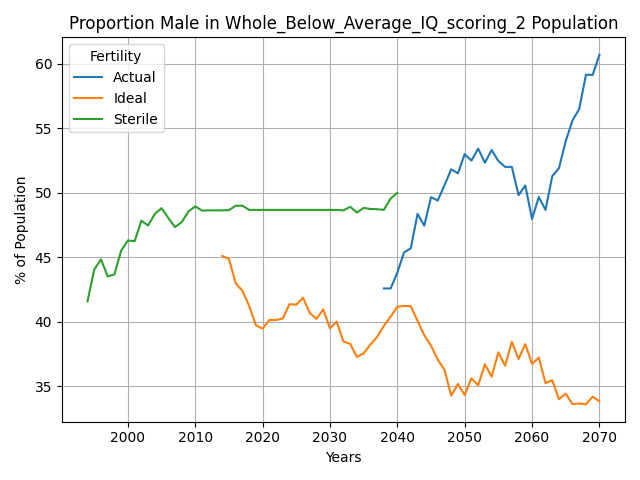 Proportion Male in Whole_Below_Average_IQ_scoring_2 Population
Fertility
Actual
Ideal
Sterile
% of Population
60
55
50
45
40
35
2000 2010 2020 2030 2040 2050 2060 2070
Years